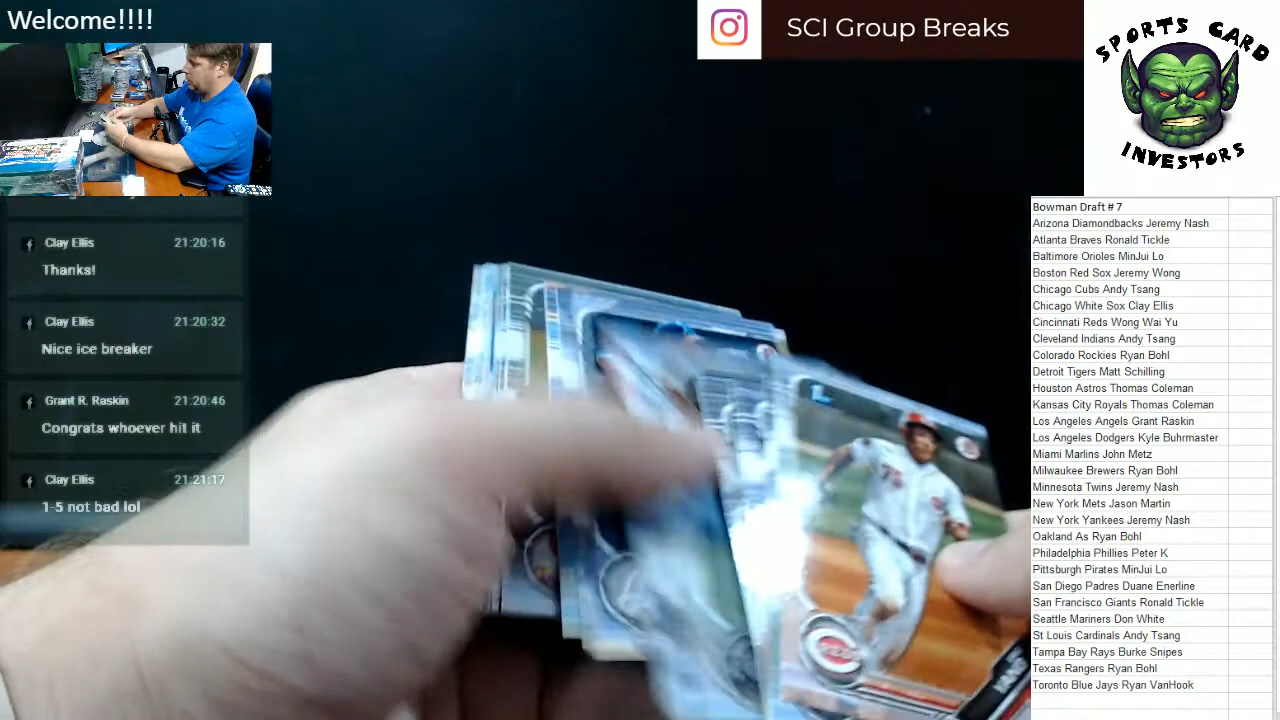 Welcome!!!!
SCI Group Breaks
SPORTS CARD
INVESTORS
Clay Ellis 21:20:16
Thanks!
Clay Ellis 21:20:32
Nice ice breaker
Grant R. Raskin 21:20:46
Congrats whoever hit it
Clay Ellis 21:21:17
1-5 not bad lol
Bowman Draft # 7
Arizona Diamondbacks Jeremy Nash
Atlanta Braves Ronald Tickle
Baltimore Orioles MinJui Lo
Boston Red Sox Jeremy Wong
Chicago Cubs Andy Tsang
Chicago White Sox Clay Ellis
Cincinnati Reds Wong Wai Yu
Cleveland Indians Andy Tsang
Colorado Rockies Ryan Bohl
Detroit Tigers Matt Schilling
Houston Astros Thomas Coleman
Kansas City Royals Thomas Coleman
Los Angeles Angels Grant Raskin
Los Angeles Dodgers Kyle Buhrmaster
Miami Marlins John Metz
Milwaukee Brewers Ryan Bohl
Minnesota Twins Jeremy Nash
New York Mets Jason Martin
New York Yankees Jeremy Nash
Oakland As Ryan Bohl
Philadelphia Phillies Peter K
Pittsburgh Pirates MinJui Lo
San Diego Padres Duane Enerline
San Francisco Giants Ronald Tickle
Seattle Mariners Don White
St Louis Cardinals Andy Tsang
Tampa Bay Rays Burke Snipes
Texas Rangers Ryan Bohl
Toronto Blue Jays Ryan VanHook